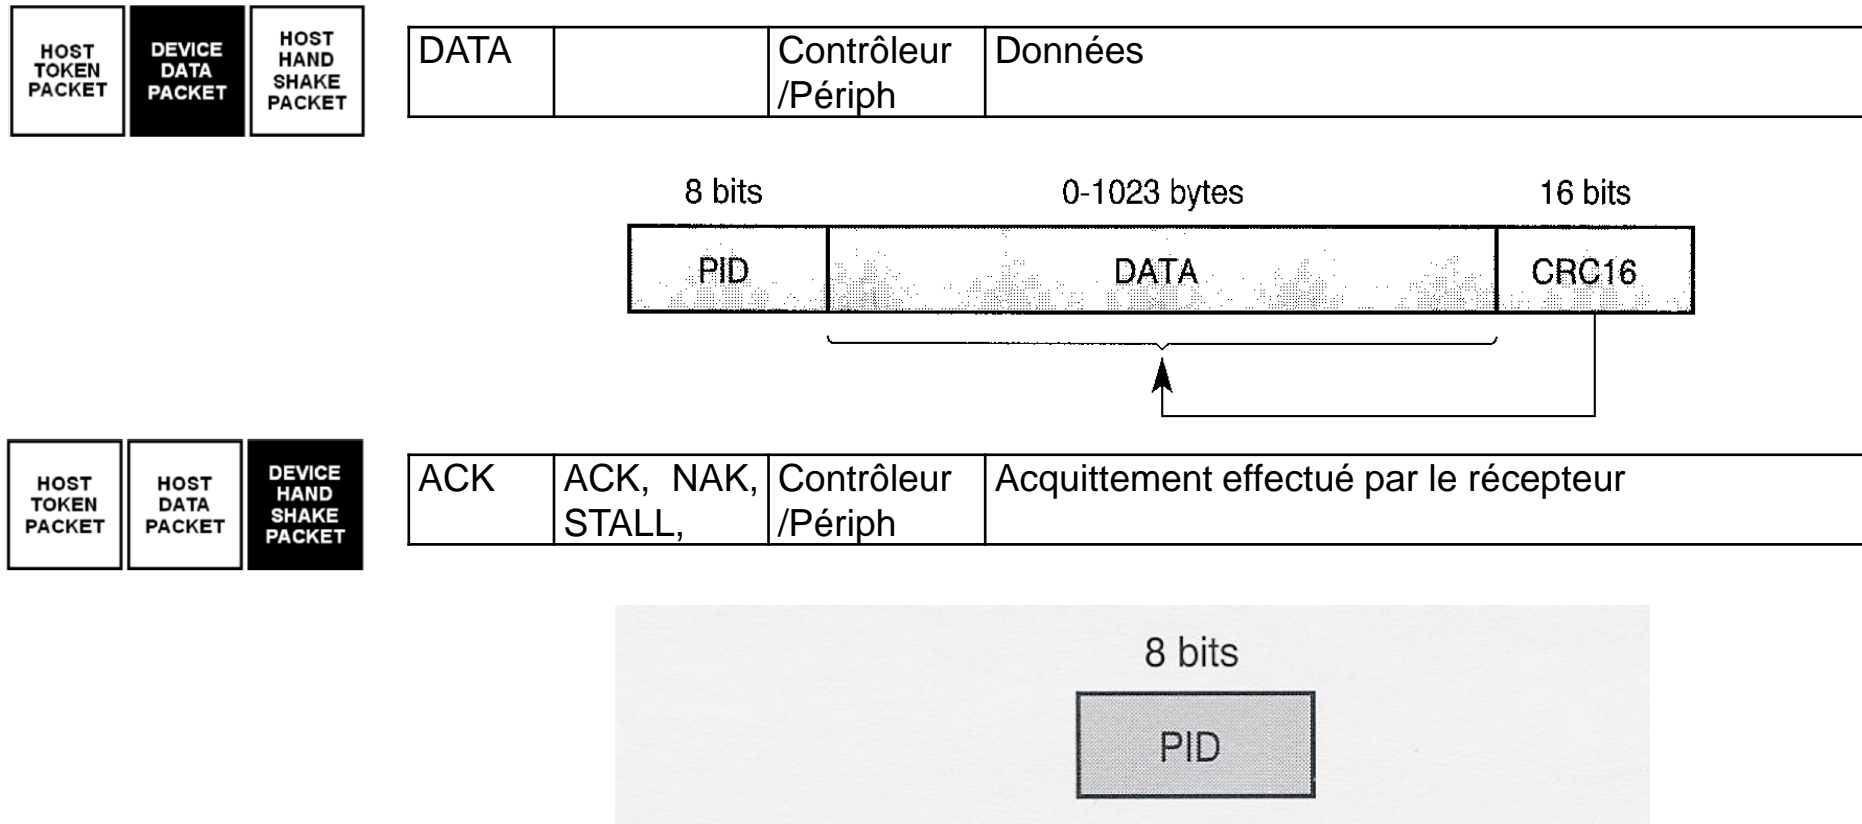 HOST
TOKEN
PACKET
DEVICE
DATA
PACKET
HOST
HAND
SHAKE
PACKET
DATA
Contrôleur
/Périph
Données
8 bits
0-1023 bytes
16 bits
PID
DATA
CRC16
HOST
TOKEN
PACKET
HOST
DATA
PACKET
DEVICE
HAND
SHAKE
PACKET
ACK
ACK, NAK,
STALL,
Contrôleur
/Périph
Acquittement effectué par le récepteur
8 bits
PID